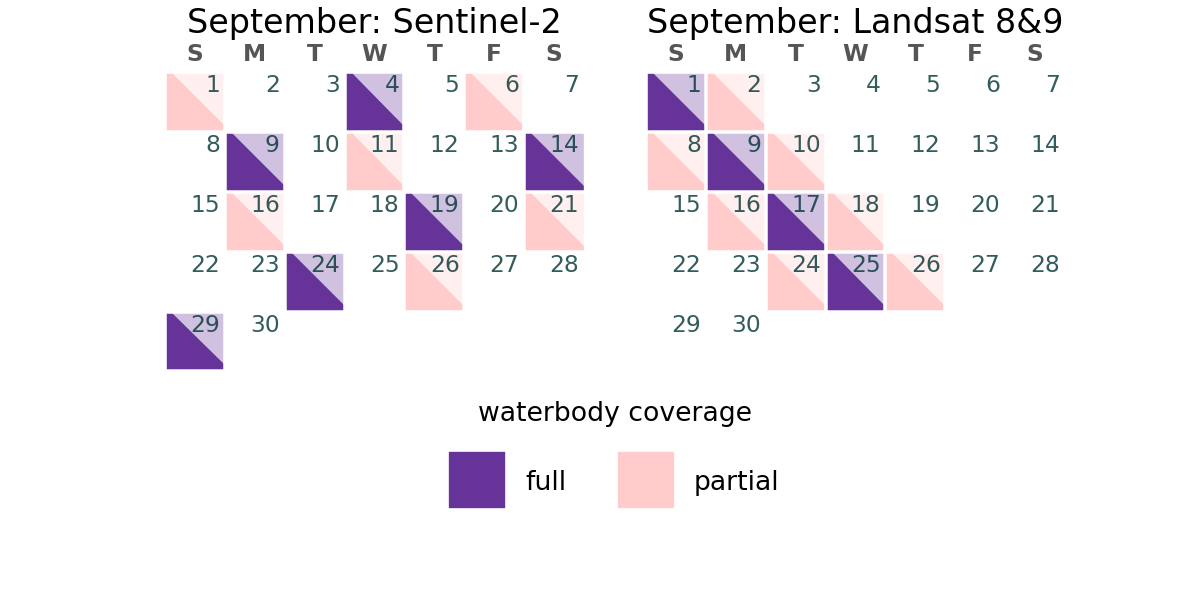 September: Sentinel-2
S M T W T F S
1 2 3 4 5 6 7
8 9 10 11 12 13 14
15 16 17 18 19 20 21
22 23 24 25 26 27 28
29 30
September: Landsat 8&9
S M T W T F S
1 2 3 4 5 6 7
8 9 10 11 12 13 14
15 16 17 18 19 20 21
22 23 24 25 26 27 28
29 30
waterbody coverage
full partial